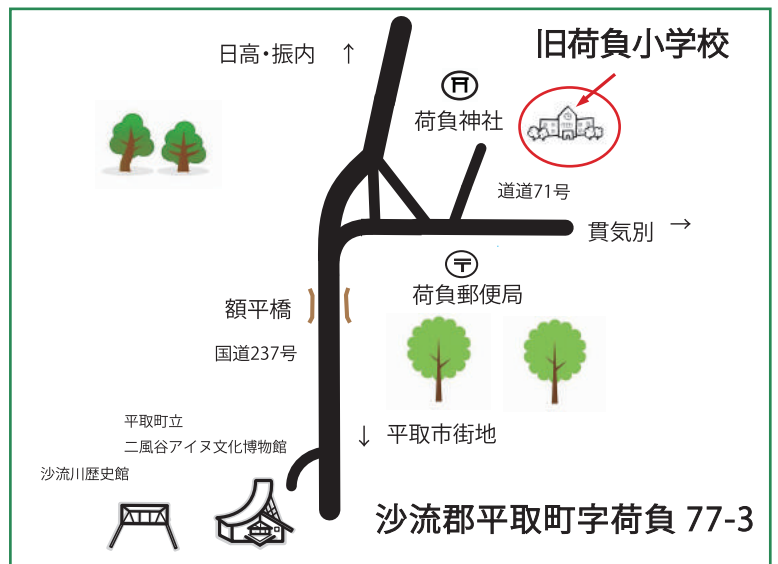 旧荷負小学校
日高・振内 ↑
荷負神社
道道71号
貫気別 →
〒
荷負郵便局
額平橋
国道237号
平取町立
二風谷アイヌ文化博物館
↓ 平取市街地
沙流川歴史館
沙流郡平取町字荷負 77-3